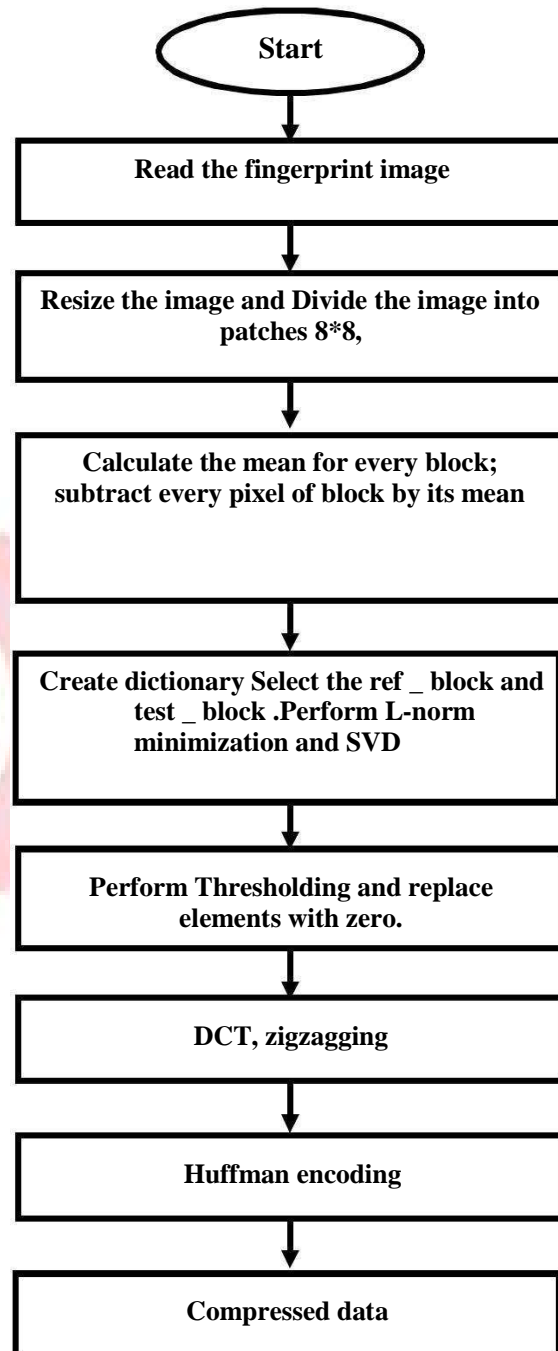 Start
Read the fingerprint image
Resize the image and Divide the image into
patches 8*8,
Calculate the mean for every block;
subtract every pixel of block by its mean
Create dictionary Select the ref _ block and
test _ block .Perform L-norm
minimization and SVD
Perform Thresholding and replace
elements with zero.
DCT, zigzagging
Huffman encoding
Compressed data